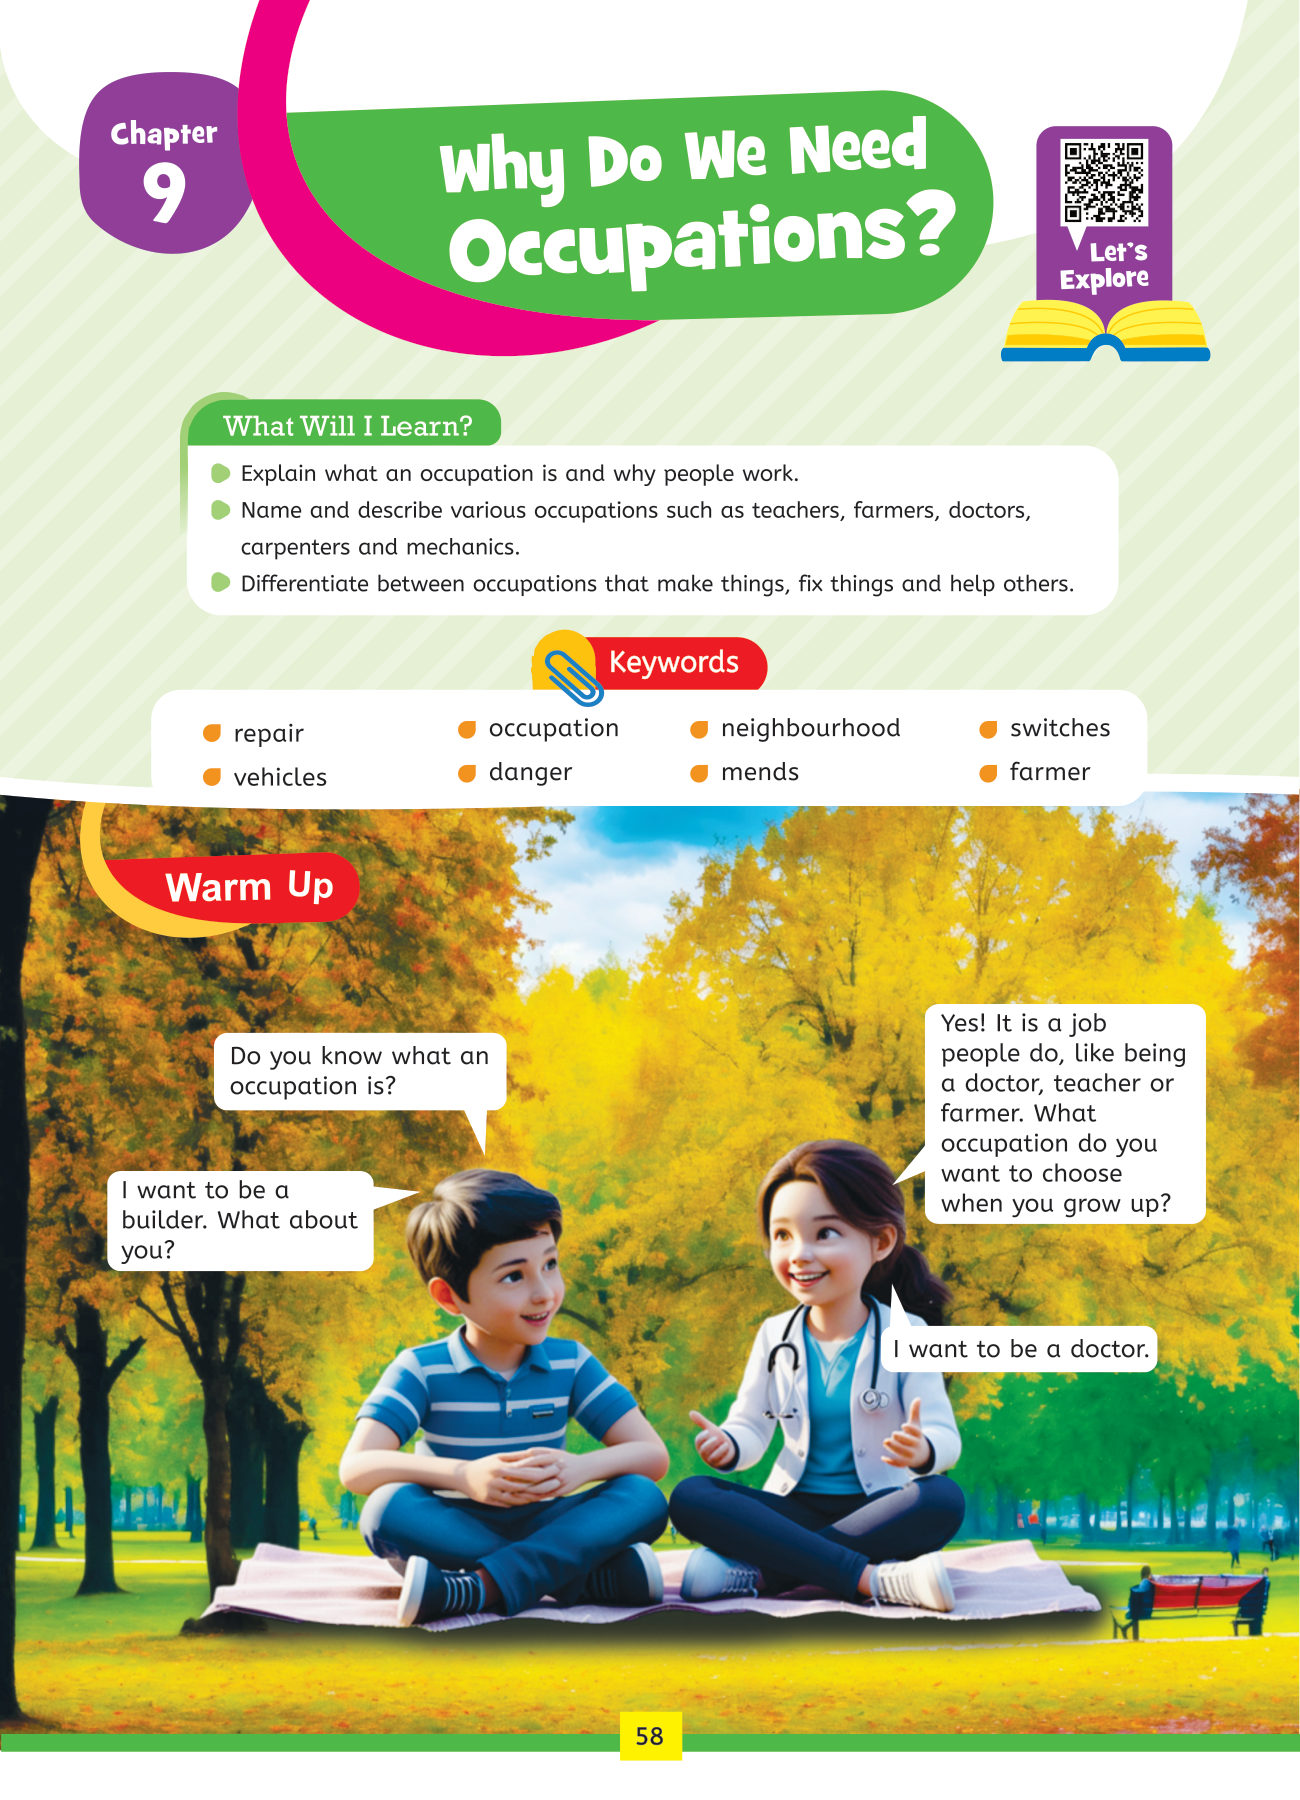 Chapter
9
Why Do We Need
Occupations?
Let's
Explore
What Will I Learn?
Explain what an occupation is and why people work.
Name and describe various occupations such as teachers, farmers, doctors,
carpenters and mechanics.
Differentiate between occupations that make things, fix things and help others.
Keywords
repair
occupation
neighbourhood
switches
vehicles
danger
mends
farmer
Warm Up
Do you know what an
occupation is?
Yes! It is a job
people do, like being
a doctor, teacher or
farmer. What
occupation do you
want to choose
when you grow up?
I want to be a
builder. What about
you?
I want to be a doctor.
58